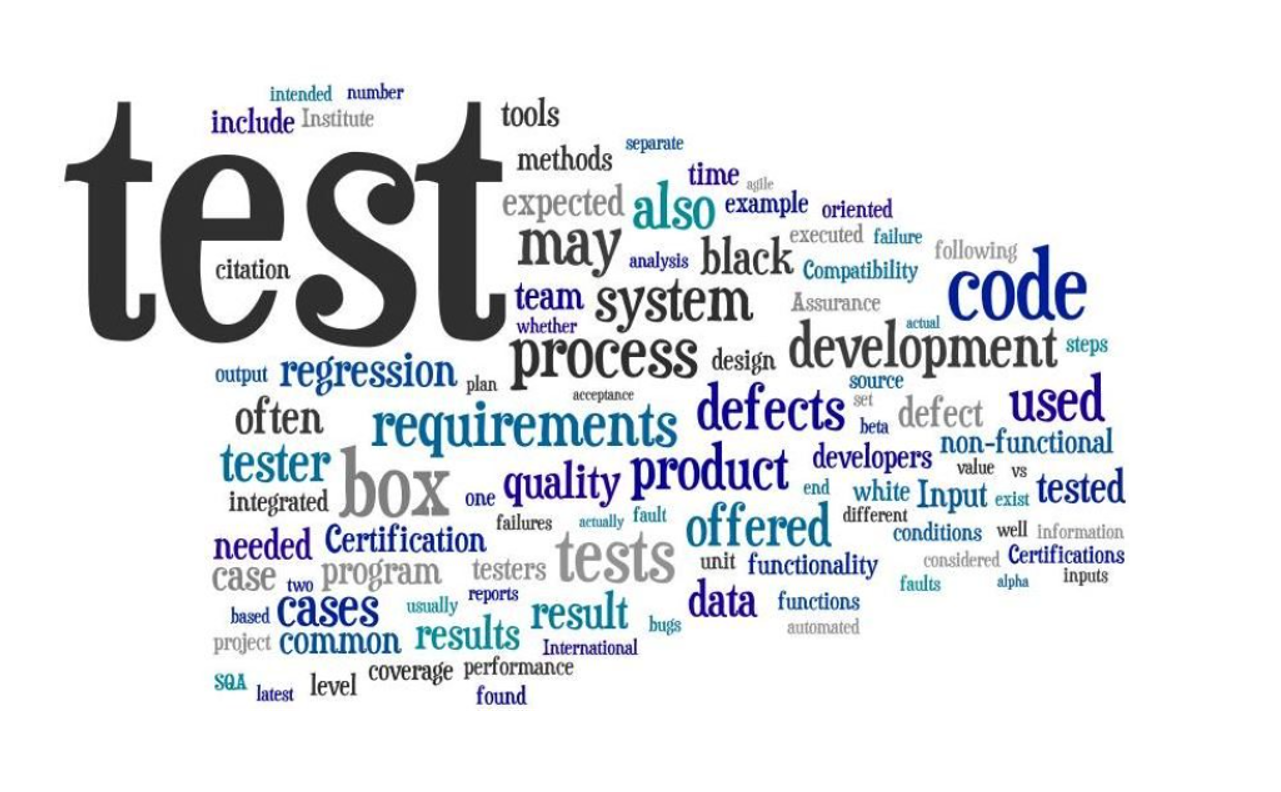 intended number
include Institute
test
citation
tools
methods separate
time agile
expected also example oriented
may analysis black executed failure
Compatibility following
team system Assurance code
whether actual
process design development steps
output regression plan acceptance source
often requirements defects set beta defect used
non-functional
tester box one quality product developers value vs
integrated end white Input exist tested
failures actually fault offered different
needed Certification tests conditions well information
unit functionality considered Certifications
case two program testers faults alpha inputs
based cases usually reports result bugs data functions
project common results International automated
SQA latest level coverage performance
found